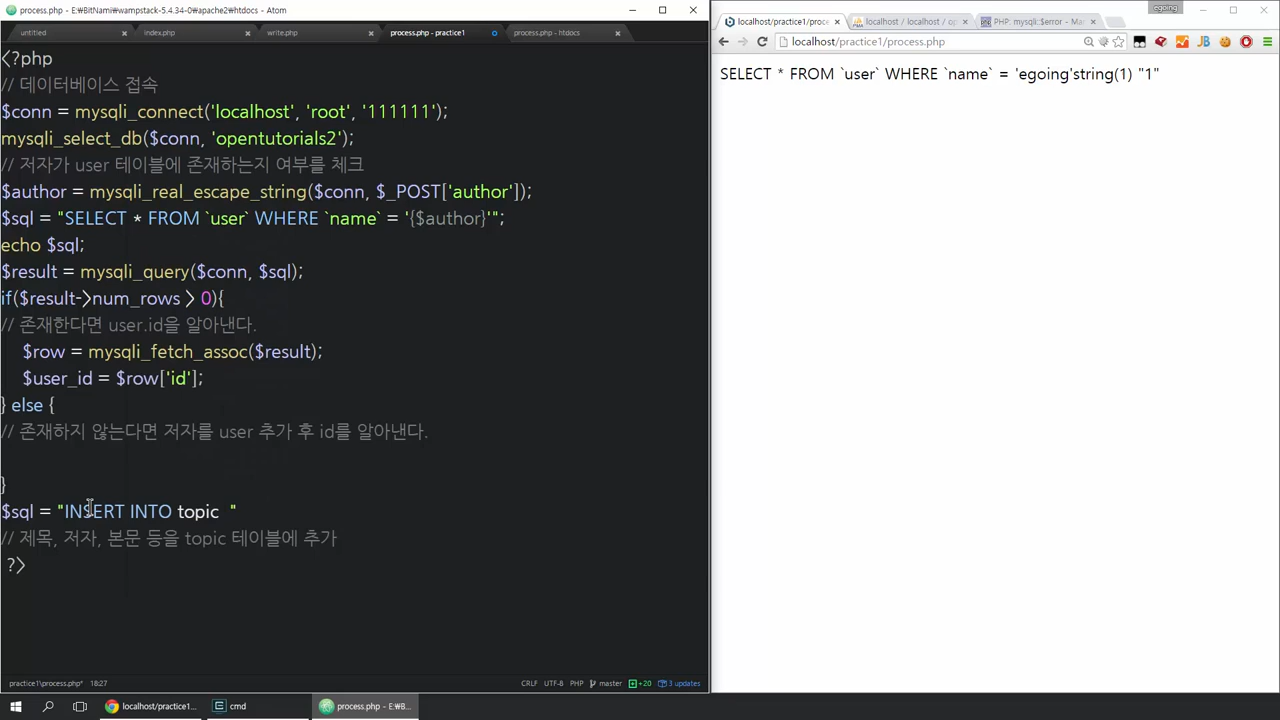 process.php - E:₩BitNami₩wampstack-5.4.34-0₩apache2₩htdocs - Atom
untitled
index.php
write.php
process.php - practice1
process.php - htdocs
<?php
// 데이터베이스 접속
$conn = mysqli_connect('localhost', 'root', '111111');
mysqli_select_db($conn, 'opentutorials2');
// 저자가 user 테이블에 존재하는지 여부를 체크
$author = mysqli_real_escape_string($conn, $_POST['author']);
$sql = "SELECT * FROM `user` WHERE `name` = '{$author}'";
echo $sql;
$result = mysqli_query($conn, $sql);
if($result->num_rows > 0){
// 존재한다면 user.id을 알아낸다.
$row = mysqli_fetch_assoc($result);
$user_id = $row['id'];
} else {
// 존재하지 않는다면 저자를 user 추가 후 id를 알아낸다.
}
$sql = "INSERT INTO topic  "
// 제목, 저자, 본문 등을 topic 테이블에 추가
?>
practice1₩process.php* 18:27
CRLF UTF-8 PHP master +20 3 updates
egoing
localhost/practice1/proce
localhost / localhost / op
PHP: mysqli::$error - Ma
localhost/practice1/process.php
SELECT * FROM `user` WHERE `name` = 'egoing'string(1) "1"
localhost/practice1...
cmd
process.php - E:₩B...